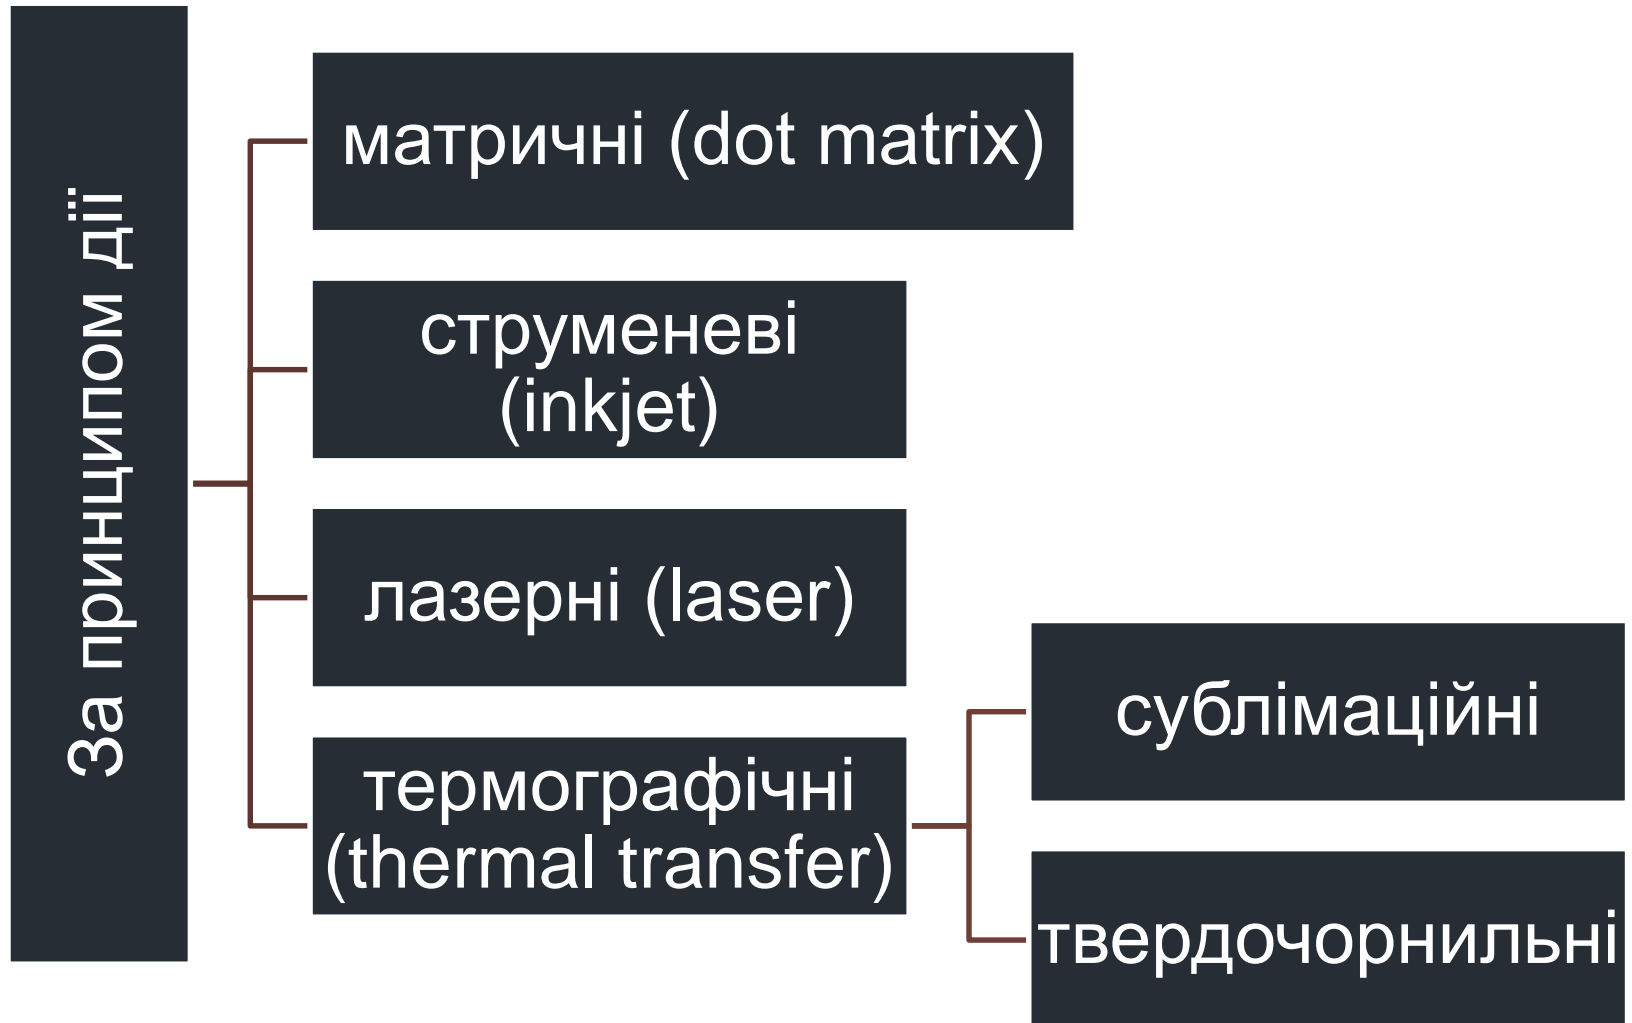 За принципом дії
матричні (dot matrix)
струменеві
(inkjet)
лазерні (laser)
термографічні
(thermal transfer)
сублімаційні
твердочорнильні